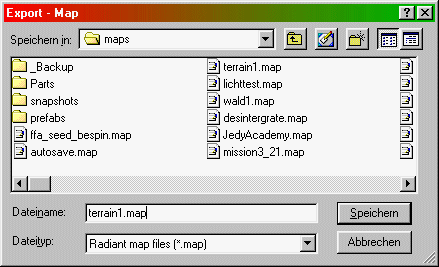 Export - Map
Speichern in: maps
_Backup
Parts
snapshots
prefabs
ffa_seed_bespin.map
autosave.map
terrain1.map
lichttest.map
wald1.map
desintergrate.map
JedyAcademy.map
mission3_21.map
Dateiname: terrain1.map
Speichern
Dateityp: Radiant map files (*.map)
Abbrechen